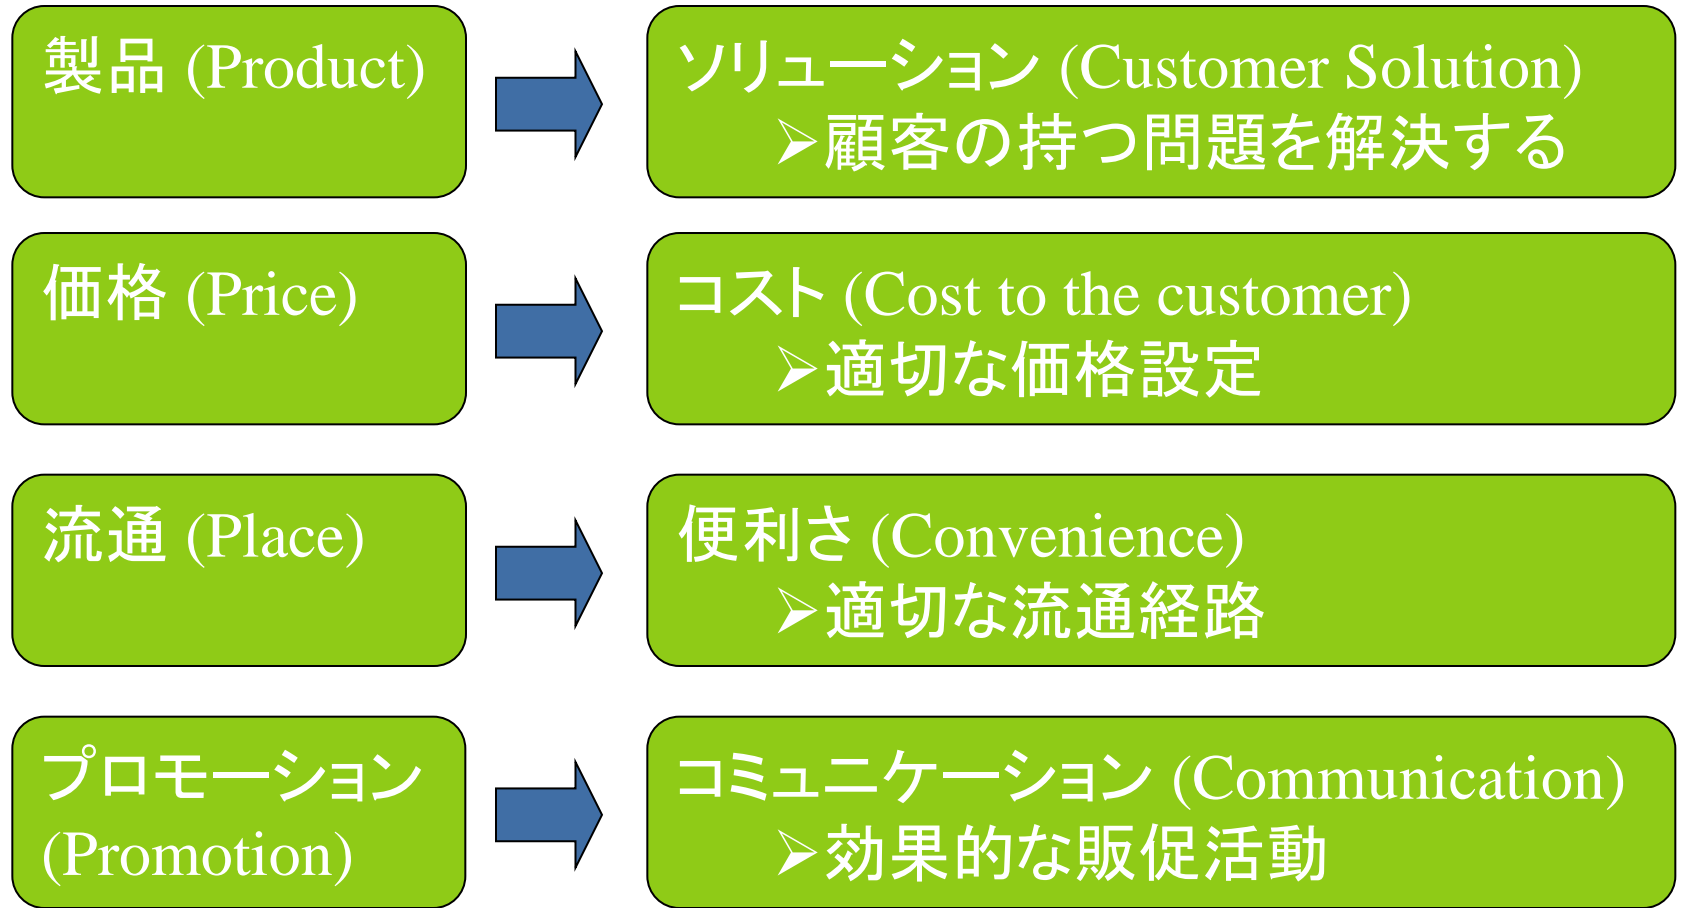 製品 (Product)
ソリューション (Customer Solution)
➢顧客の持つ問題を解決する
価格 (Price)
コスト (Cost to the customer)
➢適切な価格設定
流通 (Place)
便利さ (Convenience)
➢適切な流通経路
プロモーション
(Promotion)
コミュニケーション (Communication)
➢効果的な販促活動